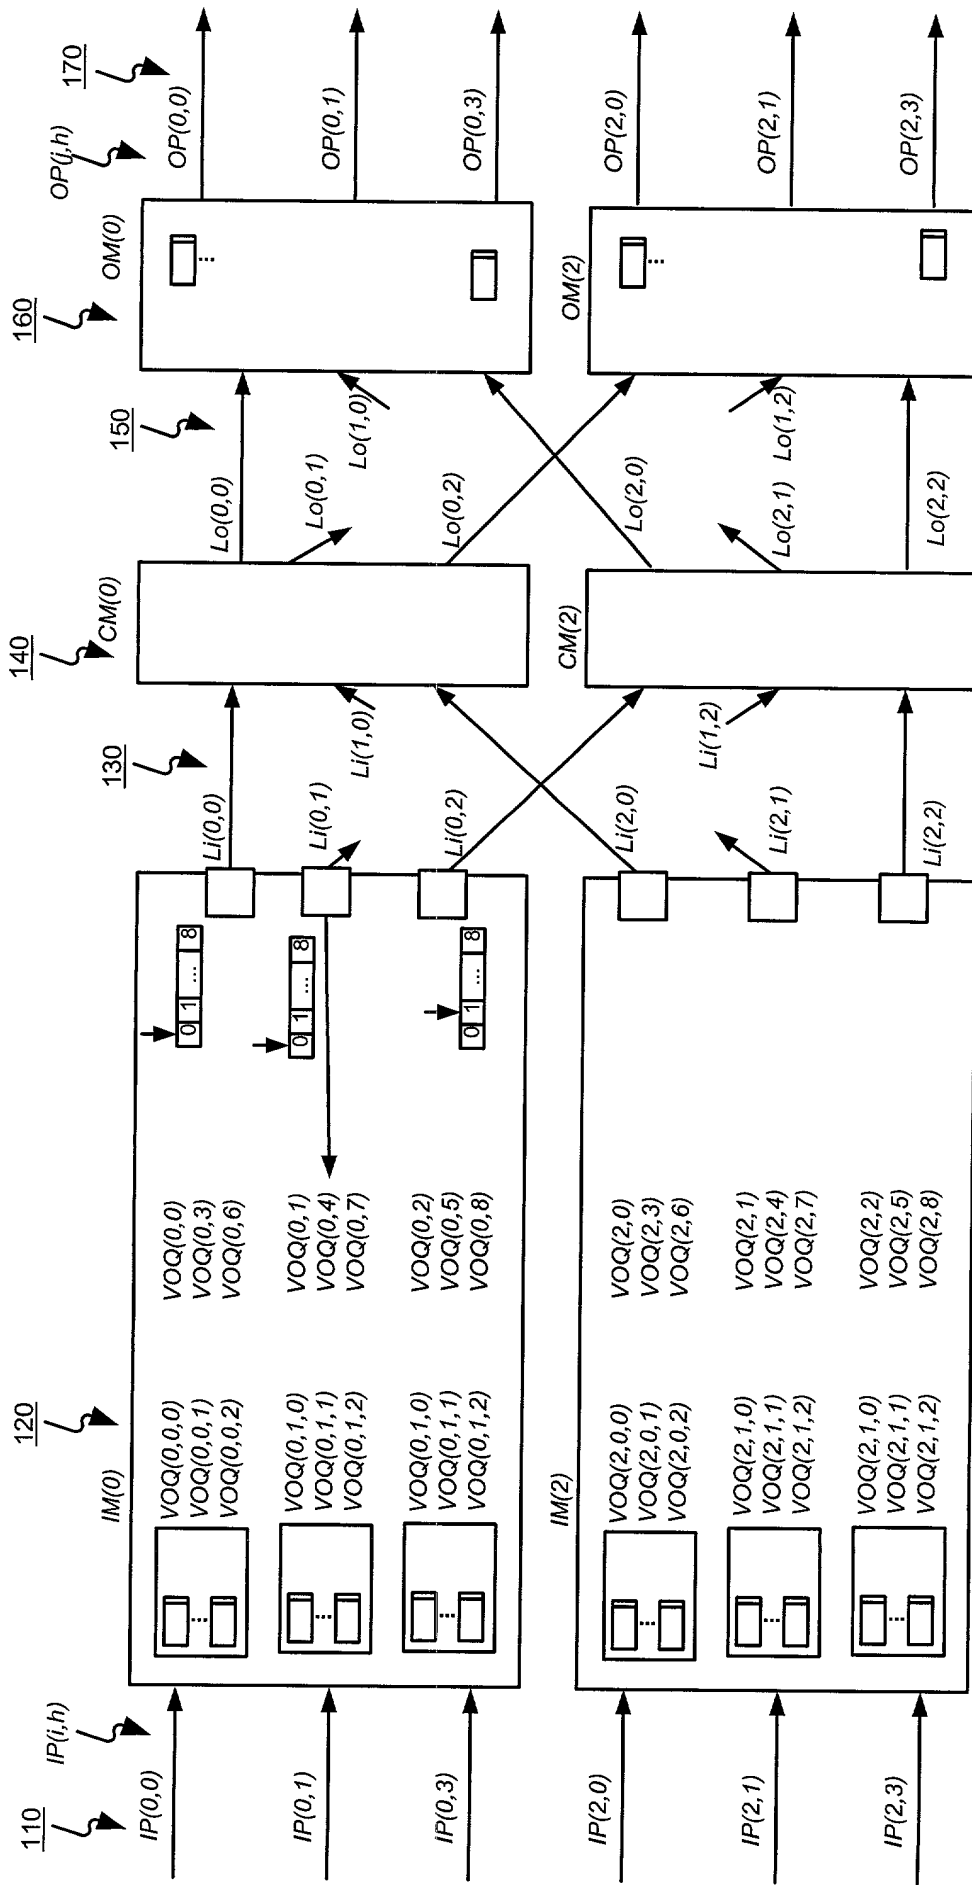 110
IP(i,h)
IP(0,0)
IP(0,1)
IP(0,3)
IP(2,0)
IP(2,1)
IP(2,3)
120
IM(0)
VOQ(0,0,0)
VOQ(0,0,1)
VOQ(0,0,2)
VOQ(0,1,0)
VOQ(0,1,1)
VOQ(0,1,2)
VOQ(0,1,0)
VOQ(0,1,1)
VOQ(0,1,2)
VOQ(0,0)
VOQ(0,3)
VOQ(0,6)
VOQ(0,1)
VOQ(0,4)
VOQ(0,7)
VOQ(0,2)
VOQ(0,5)
VOQ(0,8)
0 1 ... 8
0 1 ... 8
0 1 ... 8
IM(2)
VOQ(2,0,0)
VOQ(2,0,1)
VOQ(2,0,2)
VOQ(2,1,0)
VOQ(2,1,1)
VOQ(2,1,2)
VOQ(2,1,0)
VOQ(2,1,1)
VOQ(2,1,2)
VOQ(2,0)
VOQ(2,3)
VOQ(2,6)
VOQ(2,1)
VOQ(2,4)
VOQ(2,7)
VOQ(2,2)
VOQ(2,5)
VOQ(2,8)
130
Li(0,0)
Li(0,1)
Li(0,2)
Li(1,0)
Li(2,0)
Li(1,2)
Li(2,1)
Li(2,2)
140
CM(0)
CM(2)
150
Lo(0,0)
Lo(0,1)
Lo(1,0)
Lo(0,2)
Lo(2,0)
Lo(2,1)
Lo(1,2)
Lo(2,2)
160
OM(0)
OM(2)
170
OP(j,h)
OP(0,0)
OP(0,1)
OP(0,3)
OP(2,0)
OP(2,1)
OP(2,3)